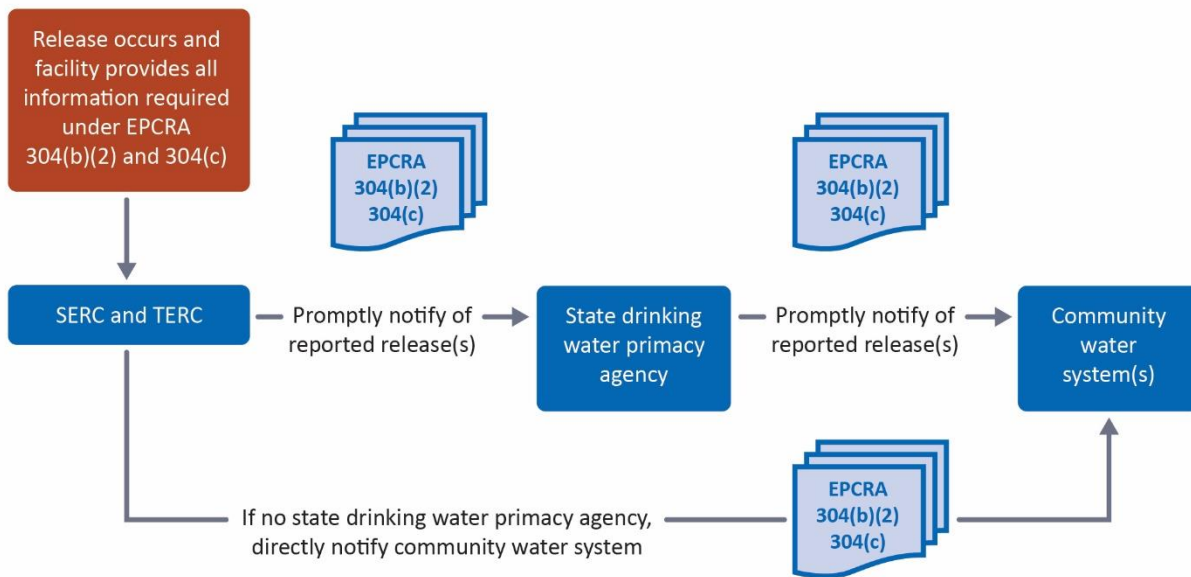 Release occurs and
facility provides all
information required
under EPCRA
304(b)(2) and 304(c)
EPCRA
304(b)(2)
304(c)
EPCRA
304(b)(2)
304(c)
SERC and TERC
Promptly notify of
reported release(s)
State drinking
water primacy
agency
Promptly notify of
reported release(s)
Community
water
system(s)
If no state drinking water primacy agency,
directly notify community water system
EPCRA
304(b)(2)
304(c)